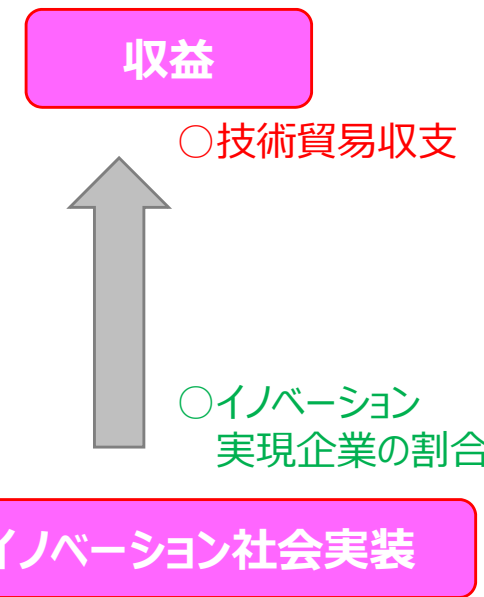 収益
○技術貿易収支
○イノベーション
実現企業の割合
イノベーション社会実装